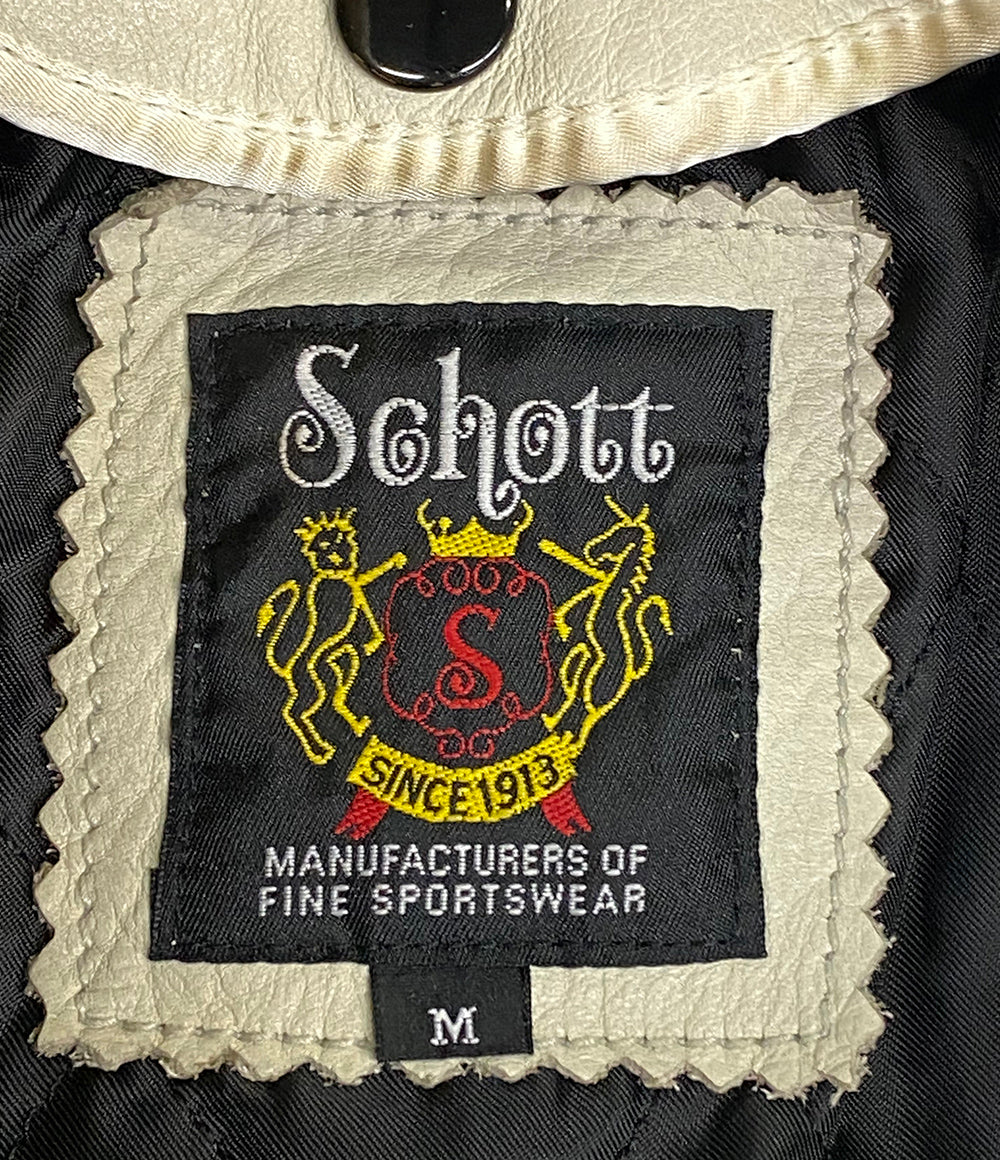 Schott
S
SINCE 1913
MANUFACTURERS OF
FINE SPORTSWEAR
M